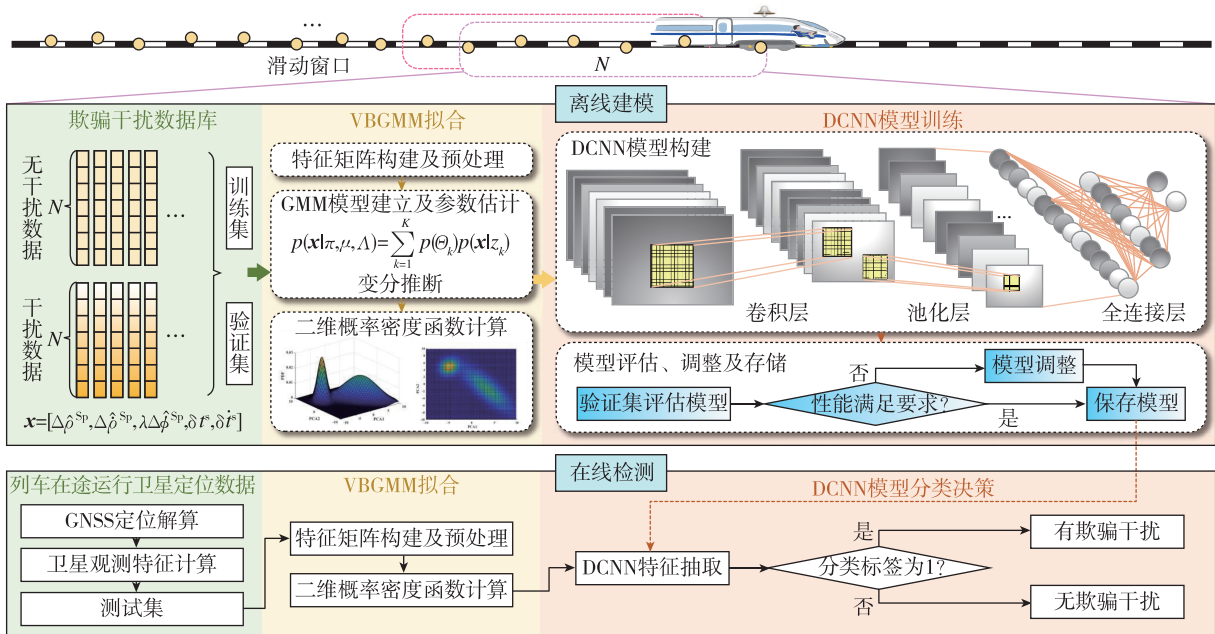 …
滑动窗口
N
离线建模
欺骗干扰数据库
无干扰数据
N
…
训练集
干扰数据
N
…
验证集
x=[Δρ̂ˢᵖ,Δρ̇̂ˢᵖ,λΔφ̂ˢᵖ,δtˢ,δṫˢ]
VBGMM拟合
特征矩阵构建及预处理
GMM模型建立及参数估计
p(x|π,μ,Λ)=∑ₖ₌₁ᴷ p(Θₖ)p(x|zₖ)
变分推断
二维概率密度函数计算
PDF
PCA2
PCA1
PCA2
PCA1
DCNN模型训练
DCNN模型构建
…
卷积层
池化层
全连接层
模型评估、调整及存储
验证集评估模型
性能满足要求?
否
是
模型调整
保存模型
在线检测
列车在途运行卫星定位数据
GNSS定位解算
卫星观测特征计算
测试集
VBGMM拟合
特征矩阵构建及预处理
二维概率密度函数计算
DCNN模型分类决策
DCNN特征抽取
分类标签为1?
是
否
有欺骗干扰
无欺骗干扰